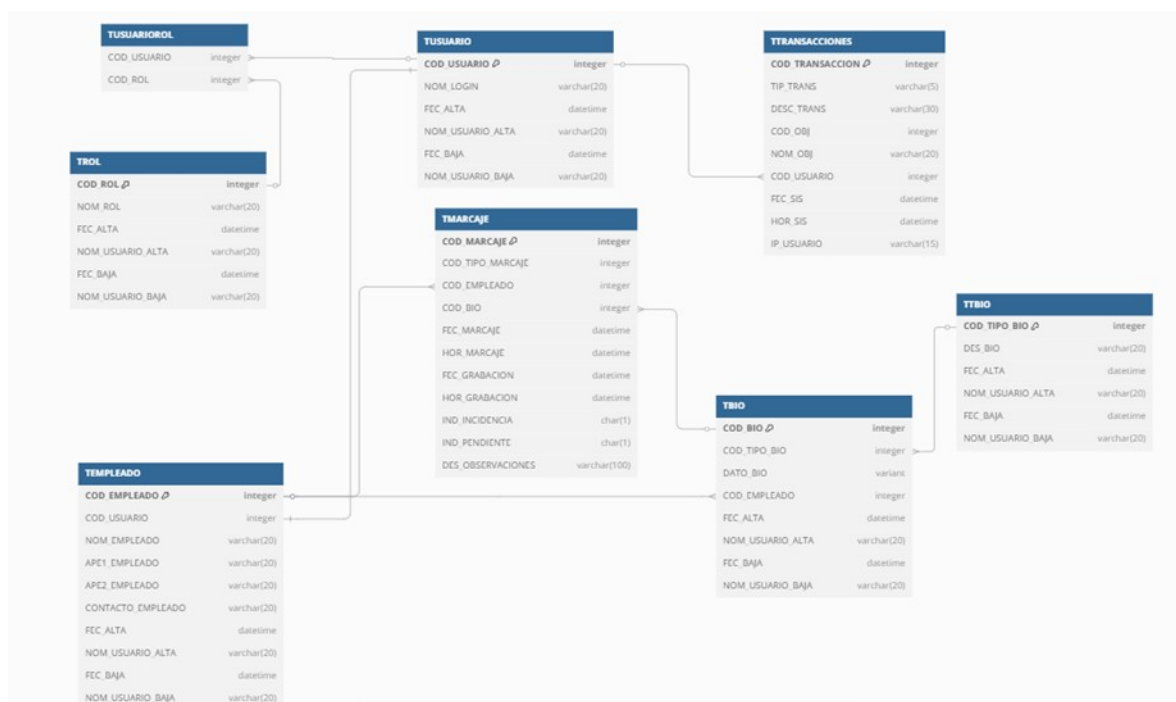 TUSUARIOROL
COD_USUARIO integer
COD_ROL integer
TUSUARIO
COD_USUARIO integer
NOM_LOGIN varchar(20)
FEC_ALTA datetime
NOM_USUARIO_ALTA varchar(20)
FEC_BAJA datetime
NOM_USUARIO_BAJA varchar(20)
TTRANSACCIONES
COD_TRANSACCION integer
TIP_TRANS varchar(5)
DESC_TRANS varchar(30)
COD_OBJ integer
NOM_OBJ varchar(20)
COD_USUARIO integer
FEC_SIS datetime
HOR_SIS datetime
IP_USUARIO varchar(15)
TROL
COD_ROL integer
NOM_ROL varchar(20)
FEC_ALTA datetime
NOM_USUARIO_ALTA varchar(20)
FEC_BAJA datetime
NOM_USUARIO_BAJA varchar(20)
TMARCAJE
COD_MARCAJE integer
COD_TIPO_MARCAJE integer
COD_EMPLEADO integer
COD_BIO integer
FEC_MARCAJE datetime
HOR_MARCAJE datetime
FEC_GRABACION datetime
HOR_GRABACION datetime
IND_INCIDENCIA char(1)
IND_PENDIENTE char(1)
DES_OBSERVACIONES varchar(100)
TTBIO
COD_TIPO_BIO integer
DES_BIO varchar(20)
FEC_ALTA datetime
NOM_USUARIO_ALTA varchar(20)
FEC_BAJA datetime
NOM_USUARIO_BAJA varchar(20)
TBIO
COD_BIO integer
COD_TIPO_BIO integer
DATO_BIO variant
COD_EMPLEADO integer
FEC_ALTA datetime
NOM_USUARIO_ALTA varchar(20)
FEC_BAJA datetime
NOM_USUARIO_BAJA varchar(20)
TEMPLEADO
COD_EMPLEADO integer
COD_USUARIO integer
NOM_EMPLEADO varchar(20)
APE1_EMPLEADO varchar(20)
APE2_EMPLEADO varchar(20)
CONTACTO_EMPLEADO varchar(20)
FEC_ALTA datetime
NOM_USUARIO_ALTA varchar(20)
FEC_BAJA datetime
NOM_USUARIO_BAJA varchar(20)